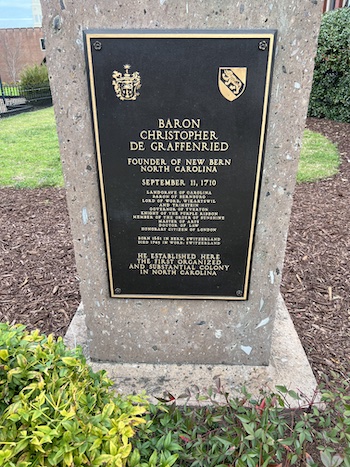 BARON
CHRISTOPHER
DE GRAFFENRIED
FOUNDER OF NEW BERN
NORTH CAROLINA
SEPTEMBER 11, 1710
LANDGRAVE OF CAROLINA
BARON OF BERNBURG
LORD OF WORB, WIKARTSWIL
AND TRIMSTEIN
GOVERNOR OF YVERTON
KNIGHT OF THE PURPLE RIBBON
MEMBER OF THE ORDER OF SUNSHINE
MASTER OF ARTS
DOCTOR OF LAW
HONORARY CITIZEN OF LONDON
BORN 1661 IN BERN, SWITZERLAND
DIED 1743 IN WORB, SWITZERLAND
HE ESTABLISHED HERE
THE FIRST ORGANIZED
AND SUBSTANTIAL COLONY
IN NORTH CAROLINA